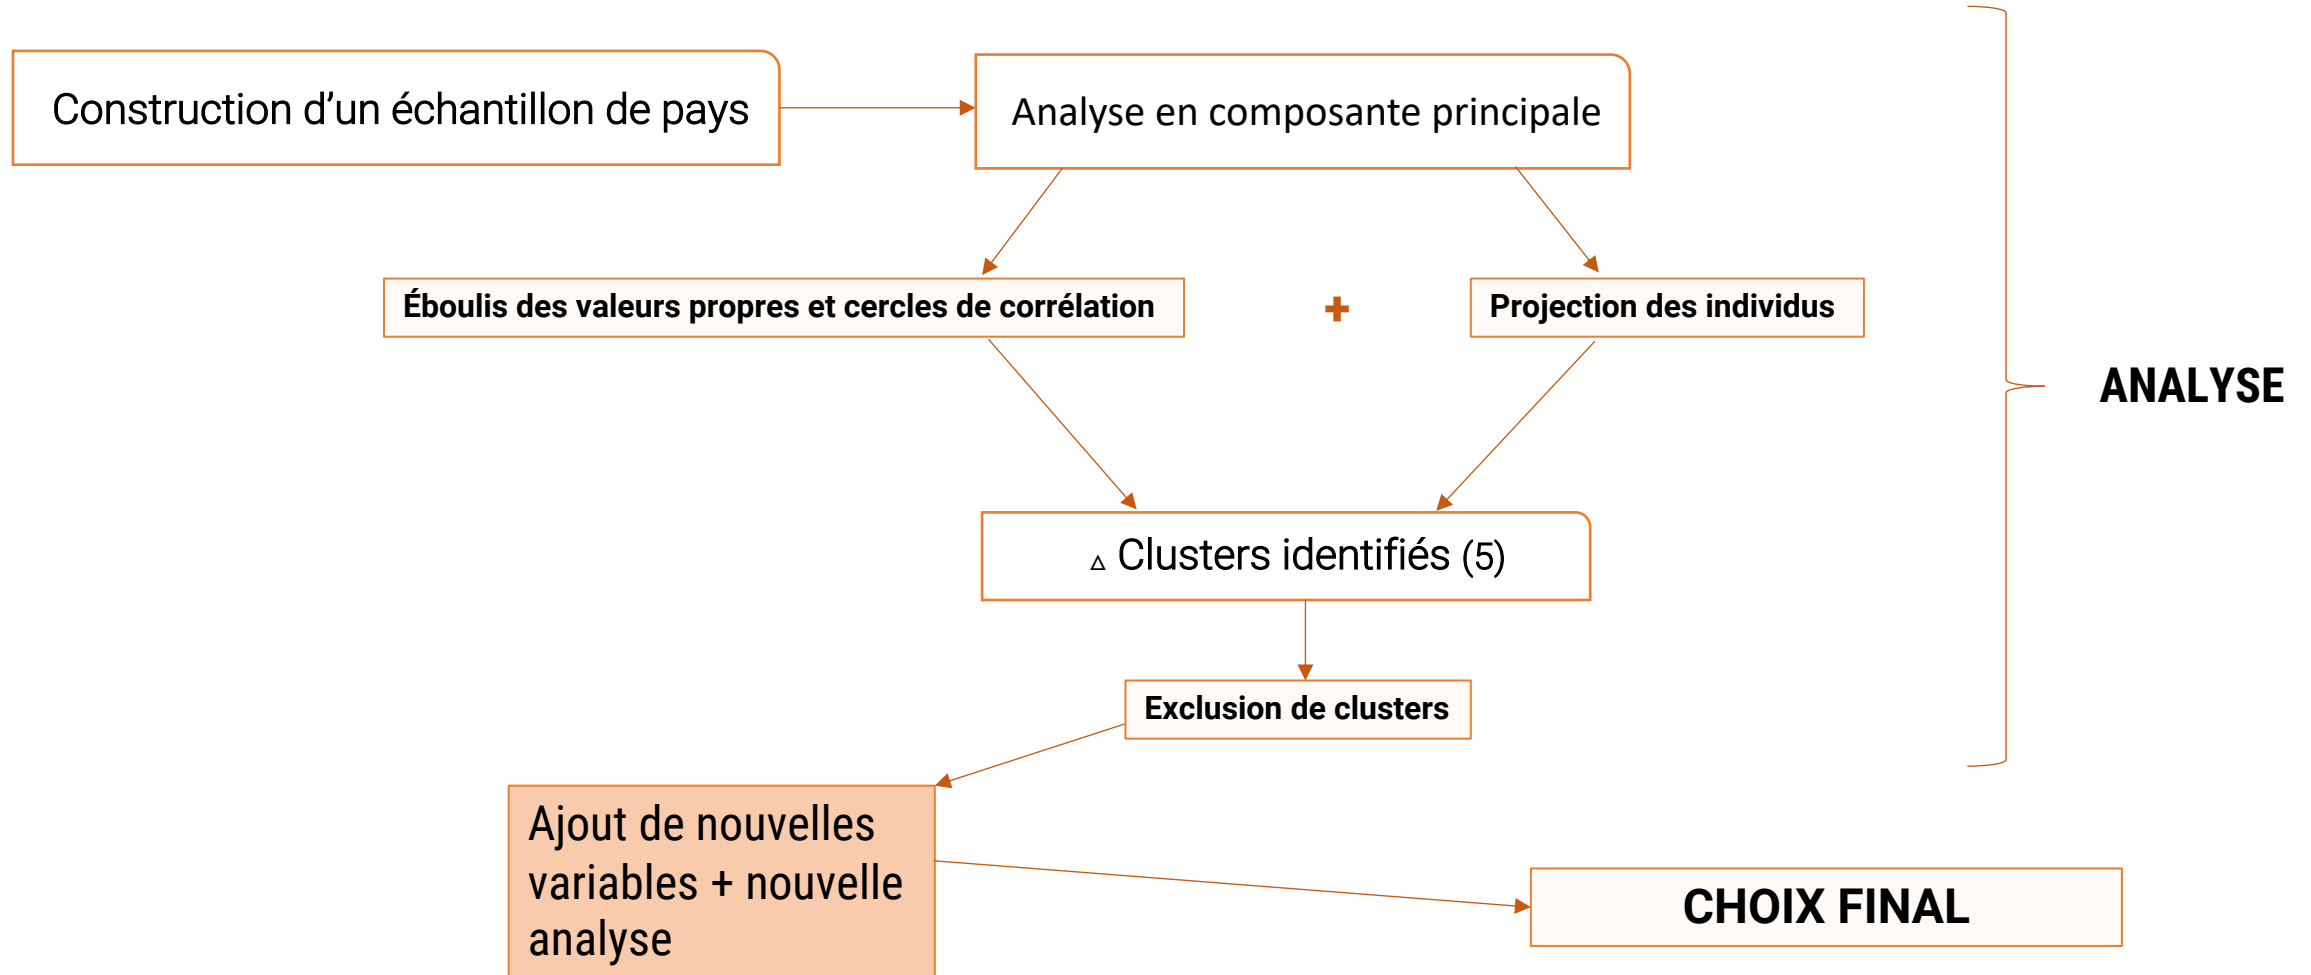 Construction d’un échantillon de pays
Analyse en composante principale
Éboulis des valeurs propres et cercles de corrélation
+
Projection des individus
ANALYSE
▵ Clusters identifiés (5)
Exclusion de clusters
Ajout de nouvelles
variables + nouvelle
analyse
CHOIX FINAL